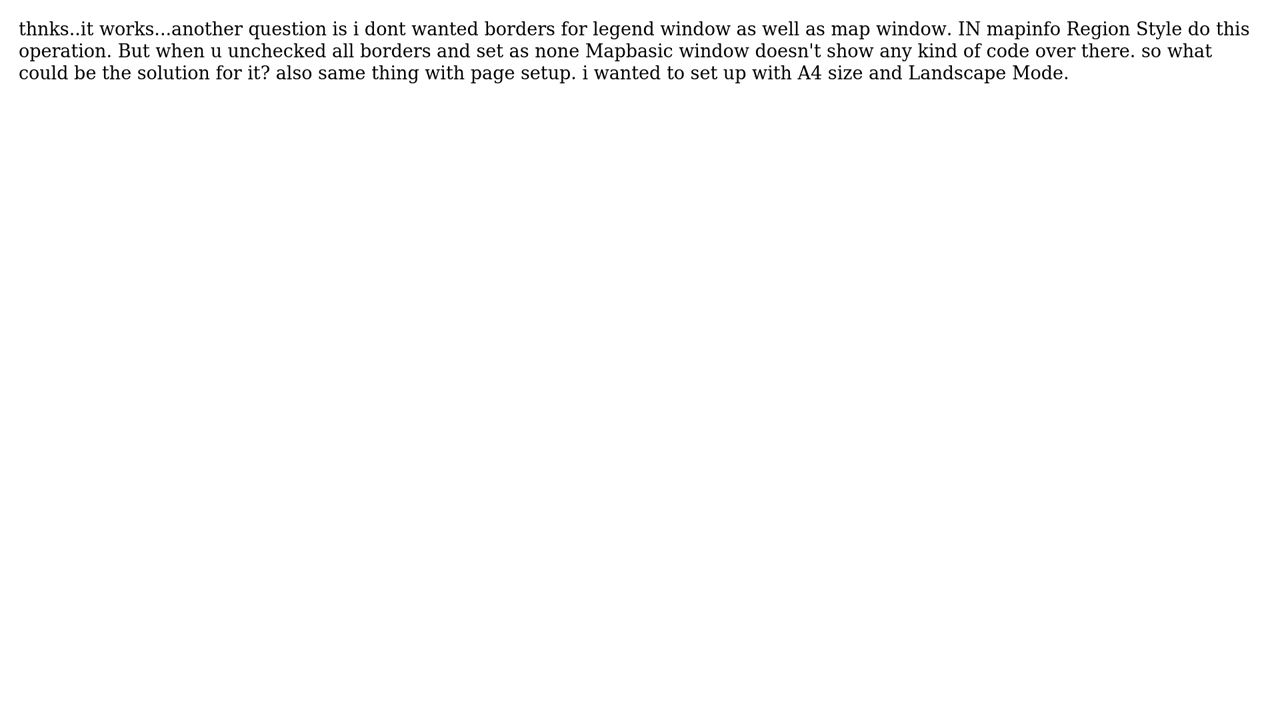 thnks..it works...another question is i dont wanted borders for legend window as well as map window. IN mapinfo Region Style do this
operation. But when u unchecked all borders and set as none Mapbasic window doesn't show any kind of code over there. so what
could be the solution for it? also same thing with page setup. i wanted to set up with A4 size and Landscape Mode.